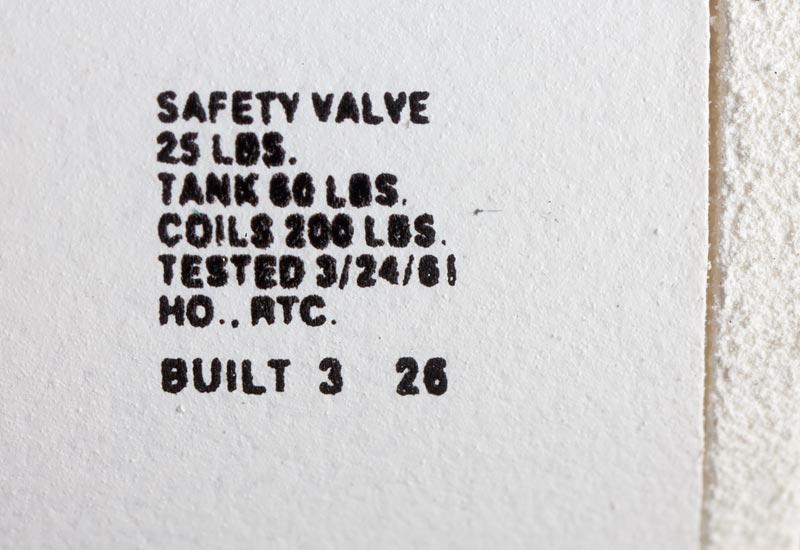 SAFETY VALVE
25 LBS.
TANK 60 LBS.
COILS 200 LBS.
TESTED 3/24/61
HO., RTC.
BUILT 3 26